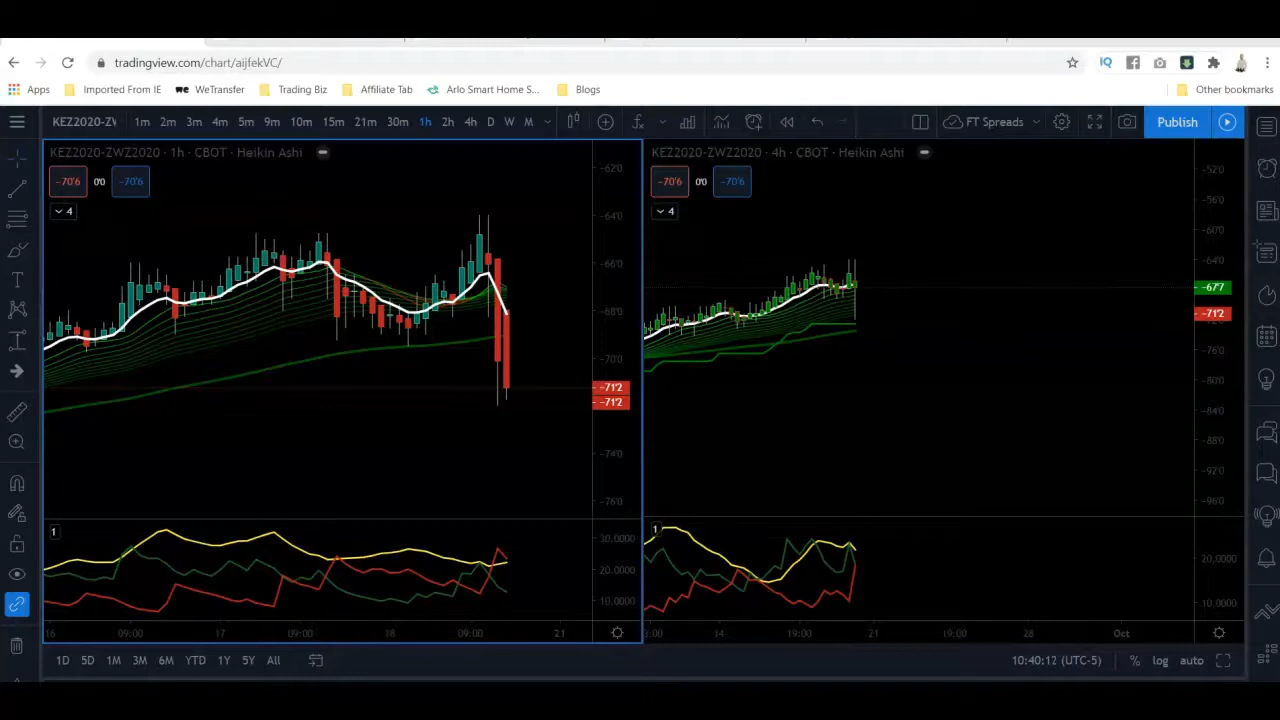 tradingview.com/chart/aijfekVC/
IQ
Apps Imported From IE we WeTransfer Trading Biz Affiliate Tab Arlo Smart Home S... Blogs Other bookmarks
KEZ2020-ZV 1m 2m 3m 4m 5m 9m 10m 15m 21m 30m 1h 2h 4h D W M FT Spreads Publish
KEZ2020-ZWZ2020 · 1h · CBOT · Heikin Ashi
−70'6 0'0 −70'6
4
−62'0
−64'0
−66'0
−68'0
−70'0
−71'2
−71'2
−74'0
−76'0
1
30.0000
20.0000
10.0000
16 09:00 17 09:00 18 09:00 21
KEZ2020-ZWZ2020 · 4h · CBOT · Heikin Ashi
−70'6 0'0 −70'6
4
−52'0
−56'0
−60'0
−64'0
−67'7
−71'2
−76'0
−80'0
−84'0
−88'0
−92'0
−96'0
1
20.0000
10.0000
14 19:00 21 19:00 28 Oct
1D 5D 1M 3M 6M YTD 1Y 5Y All 10:40:12 (UTC-5) % log auto